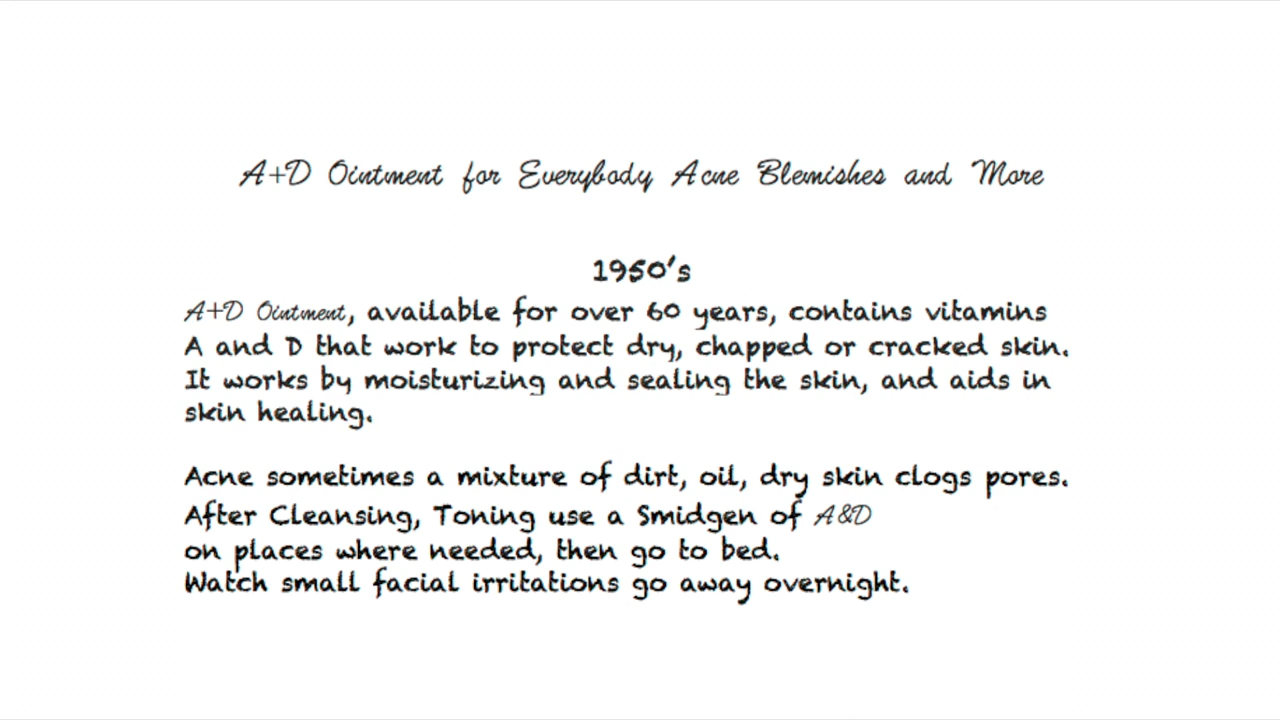 A+D Ointment for Everybody Acne Blemishes and More
1950's
A+D Ointment, available for over 60 years, contains vitamins
A and D that work to protect dry, chapped or cracked skin.
It works by moisturizing and sealing the skin, and aids in
skin healing.
Acne sometimes a mixture of dirt, oil, dry skin clogs pores.
After Cleansing, Toning use a Smidgen of A&D
on places where needed, then go to bed.
Watch small facial irritations go away overnight.